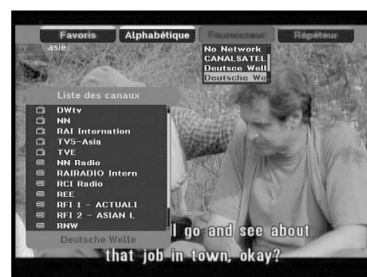 Favoris
Alphabétique
Fournisseur
Répéteur
asie
No Network
CANALSATEL
Deutsce Well
Deutsche We
Liste des canaux
DWtv
NN
RAI Internation
TV5-Asia
TVE
NN Radio
RAIRADIO Intern
RCI Radio
REE
RFI 1 - ACTUALI
RFI 2 - ASIAN L
RNW
Deutsche Welle
I go and see about
that job in town, okay?